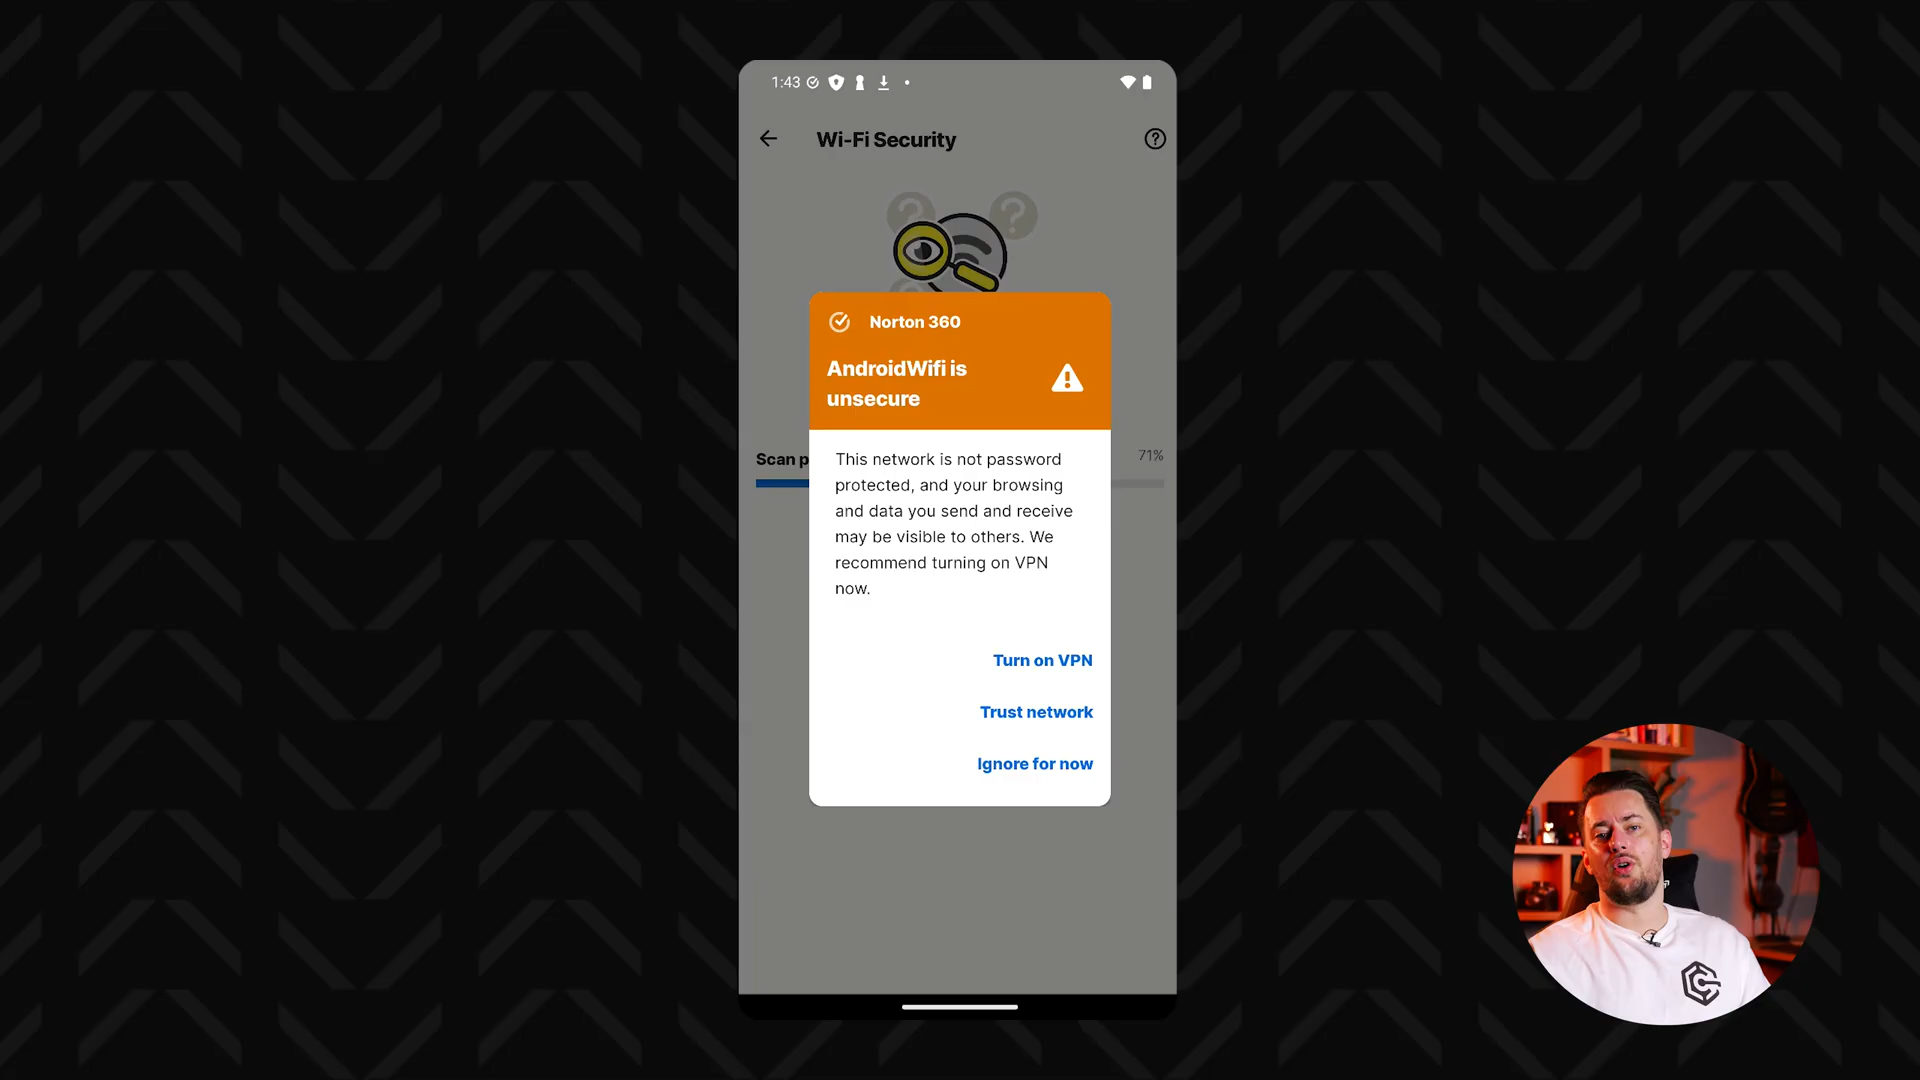 1:43
Wi-Fi Security
Norton 360
AndroidWifi is
unsecure
Scan p
71%
This network is not password
protected, and your browsing
and data you send and receive
may be visible to others. We
recommend turning on VPN
now.
Turn on VPN
Trust network
Ignore for now